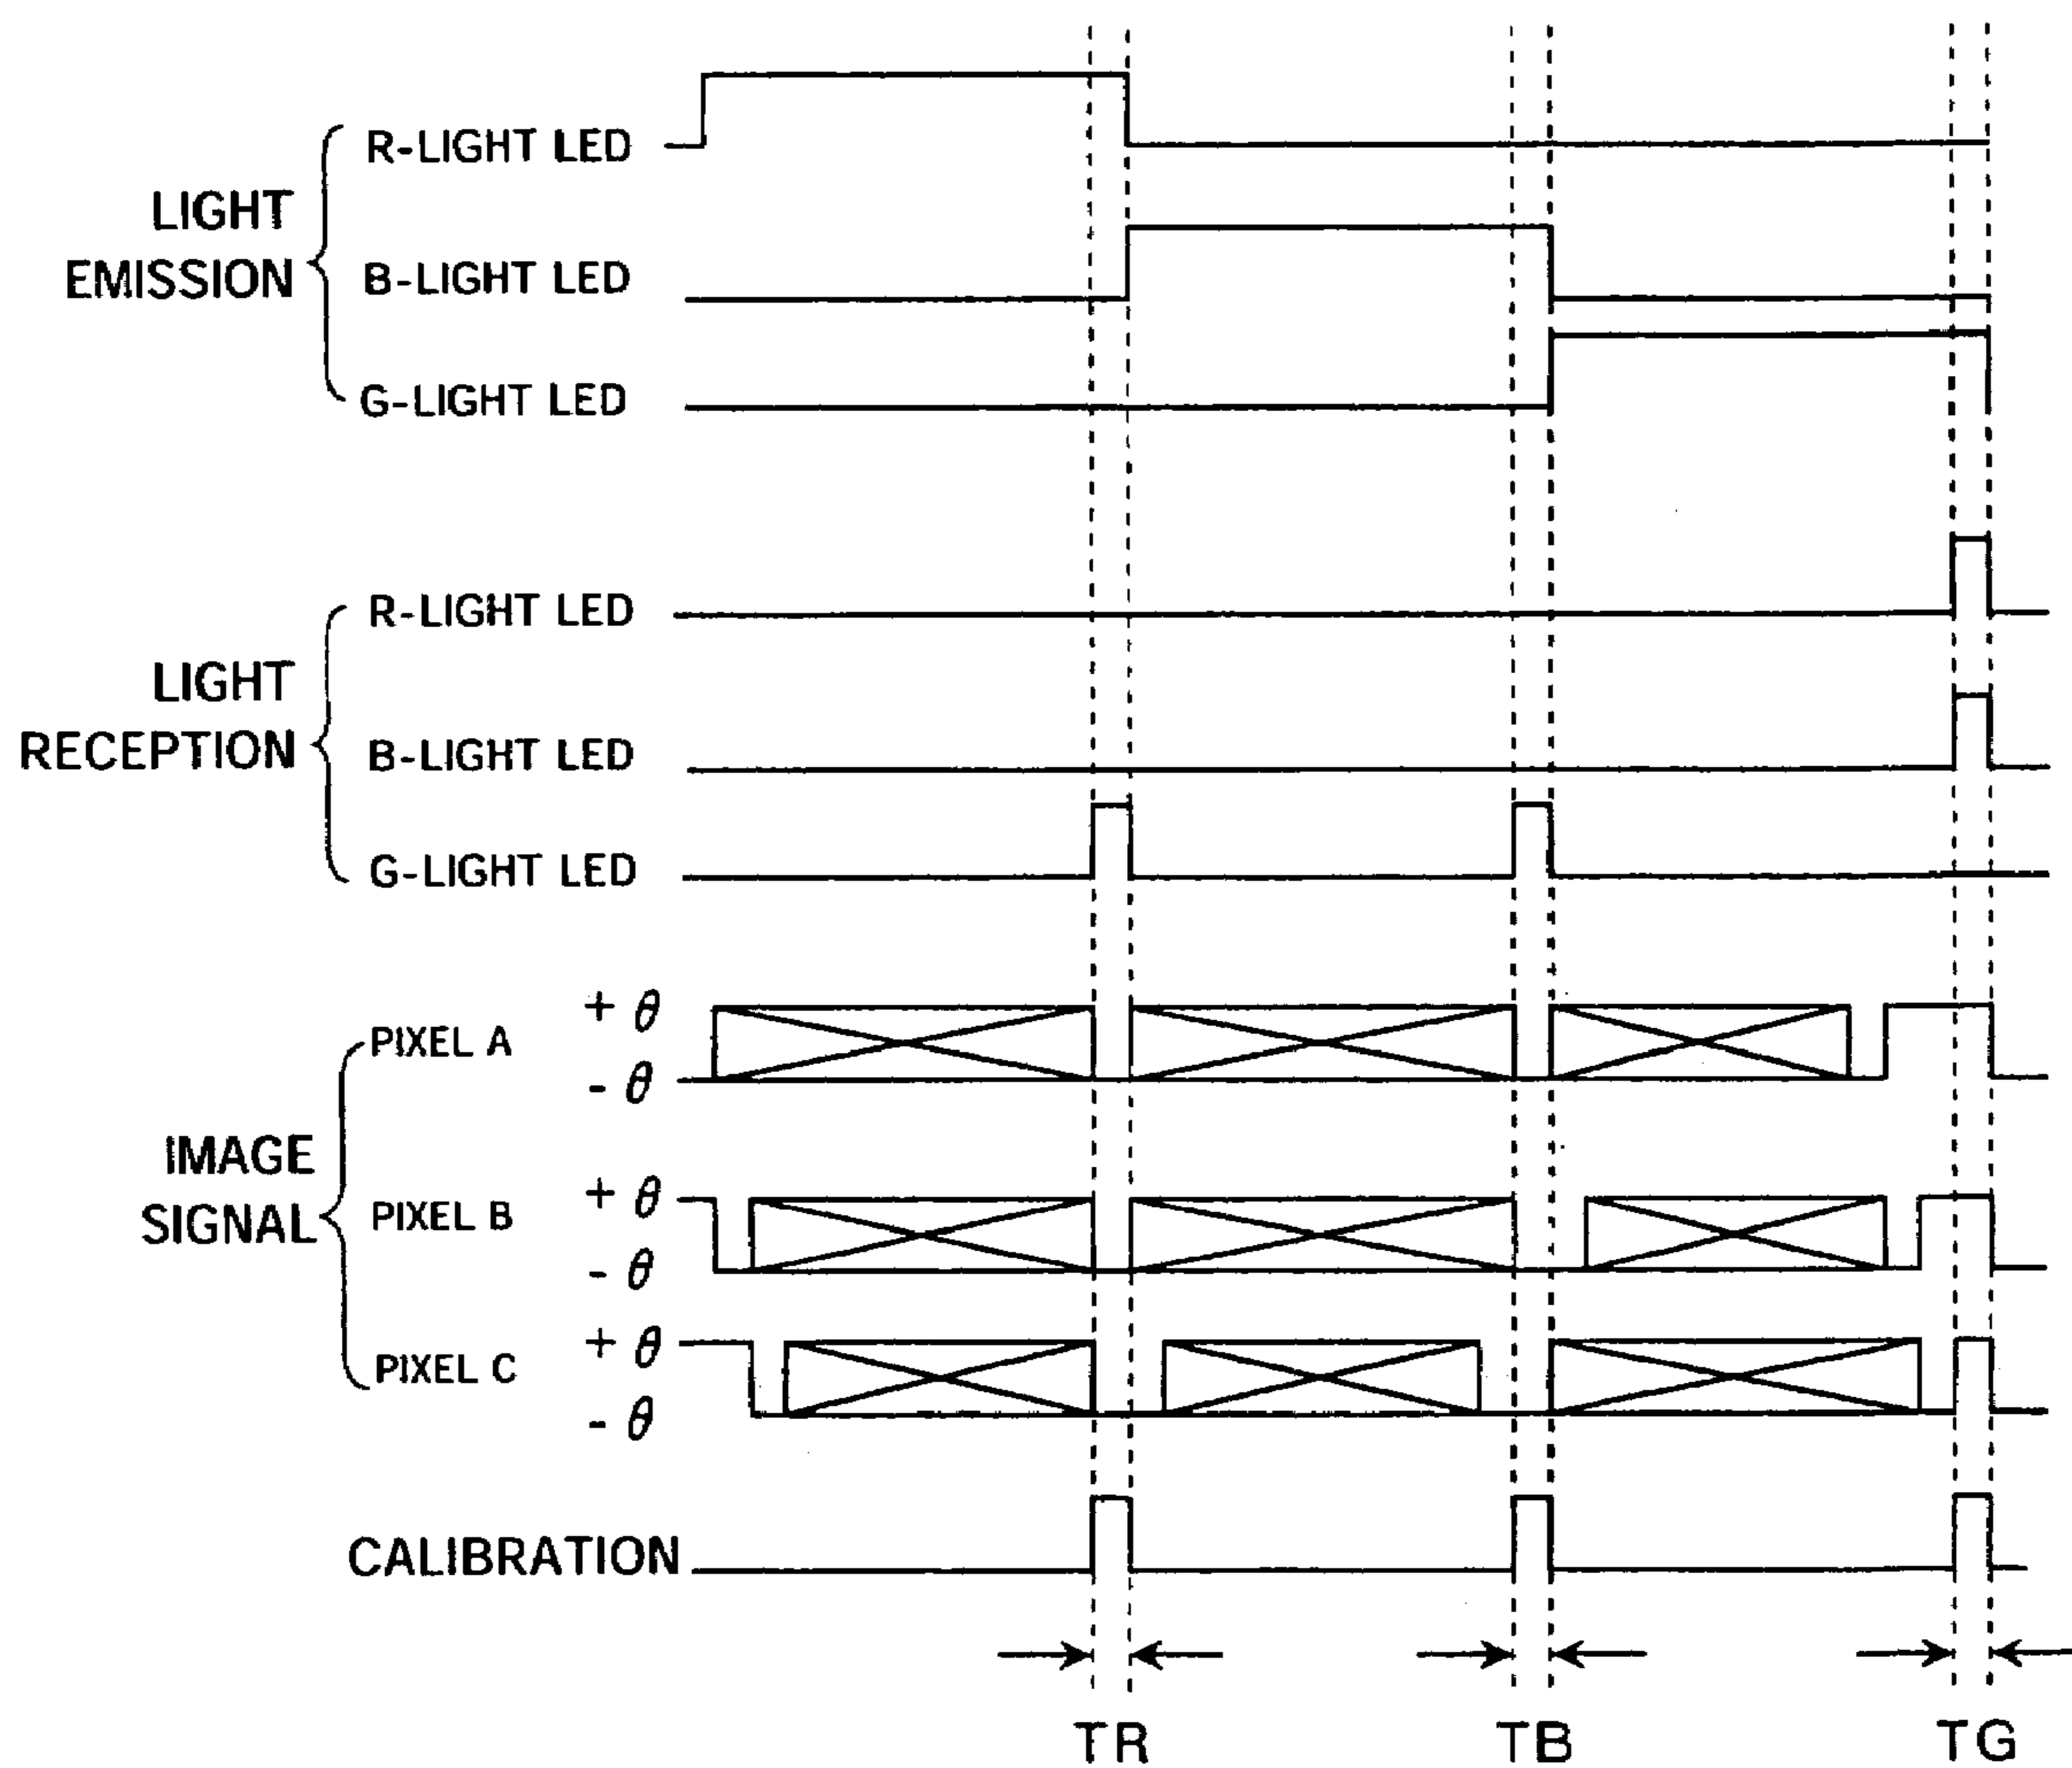 LIGHT
EMISSION
R-LIGHT LED
B-LIGHT LED
G-LIGHT LED
LIGHT
RECEPTION
R-LIGHT LED
B-LIGHT LED
G-LIGHT LED
IMAGE
SIGNAL
PIXEL A
+ θ
- θ
PIXEL B
+ θ
- θ
PIXEL C
+ θ
- θ
CALIBRATION
TR
TB
TG